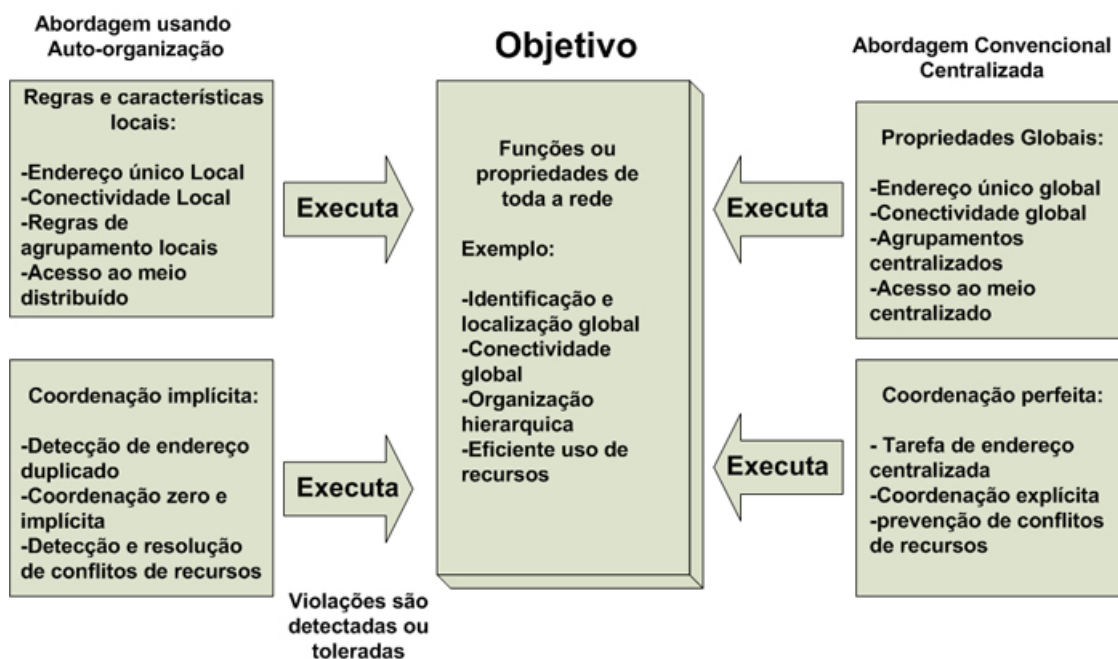 Abordagem usando
Auto-organização
Regras e características
locais:
-Endereço único Local
-Conectividade Local
-Regras de
agrupamento locais
-Acesso ao meio
distribuído
Executa
Coordenação implícita:
-Detecção de endereço
duplicado
-Coordenação zero e
implícita
-Detecção e resolução
de conflitos de recursos
Executa
Violações são
detectadas ou
toleradas
Objetivo
Funções ou
propriedades de
toda a rede
Exemplo:
-Identificação e
localização global
-Conectividade
global
-Organização
hierarquica
-Eficiente uso de
recursos
Abordagem Convencional
Centralizada
Propriedades Globais:
-Endereço único global
-Conectividade global
-Agrupamentos
centralizados
-Acesso ao meio
centralizado
Executa
Coordenação perfeita:
- Tarefa de endereço
centralizada
-Coordenação explícita
-prevenção de conflitos
de recursos
Executa